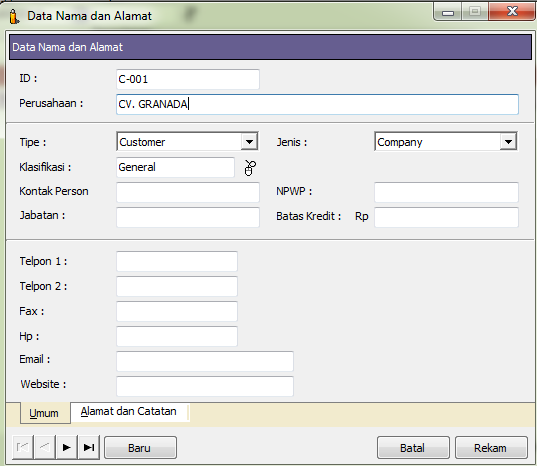 Data Nama dan Alamat
Data Nama dan Alamat
ID : C-001
Perusahaan : CV. GRANADA
Tipe : Customer Jenis : Company
Klasifikasi : General
Kontak Person NPWP :
Jabatan : Batas Kredit : Rp
Telpon 1 :
Telpon 2 :
Fax :
Hp :
Email :
Website :
Umum Alamat dan Catatan
Baru Batal Rekam